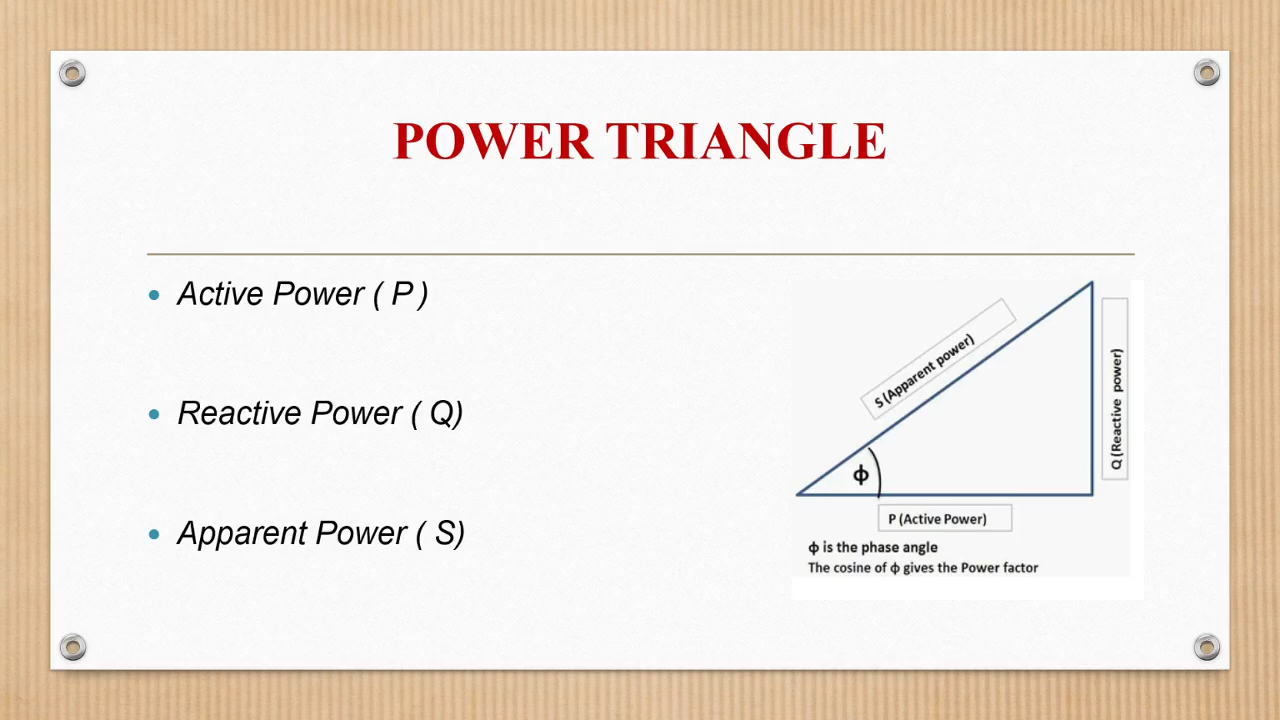 POWER TRIANGLE
• Active Power ( P )
• Reactive Power ( Q)
• Apparent Power ( S)
S (Apparent power)
Q (Reactive power)
ϕ
P (Active Power)
ϕ is the phase angle
The cosine of ϕ gives the Power factor